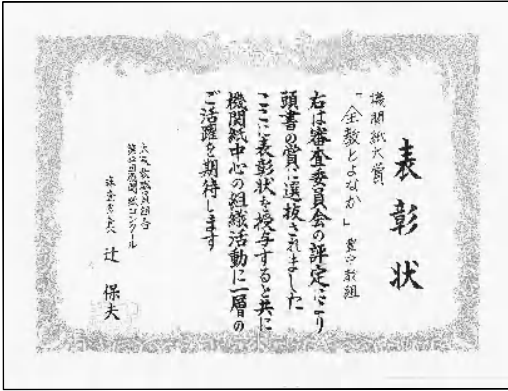 表彰状
機関紙大賞
「全教とよなか」豊中教組
右は審査委員会の評定により
頭書の賞に選抜されました
ここに表彰状を授与すると共に
機関紙中心の組織活動に一層の
ご活躍を期待します
大阪教職員組合
機関紙コンクール
審査委員長 辻 保夫